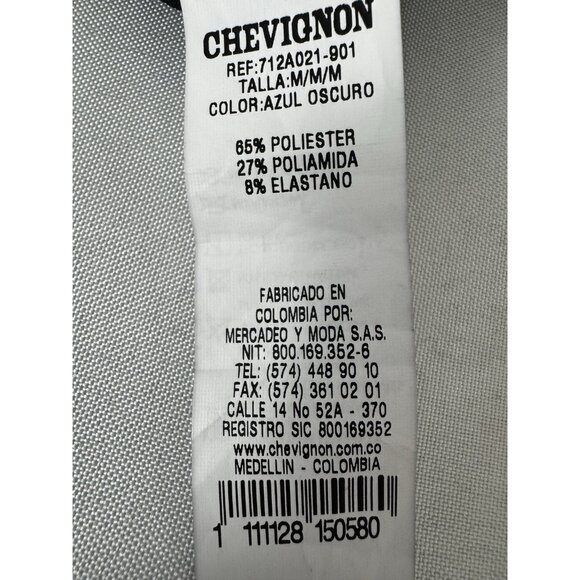 CHEVIGNON
REF:712A021-901
TALLA:M/M/M
COLOR:AZUL OSCURO
65% POLIESTER
27% POLIAMIDA
8% ELASTANO
FABRICADO EN
COLOMBIA POR:
MERCADEO Y MODA S.A.S.
NIT: 800.169.352-6
TEL: (574) 448 90 10
FAX: (574) 361 02 01
CALLE 14 No 52A - 370
REGISTRO SIC 800169352
www.chevignon.com.co
MEDELLIN - COLOMBIA
1 111128 150580